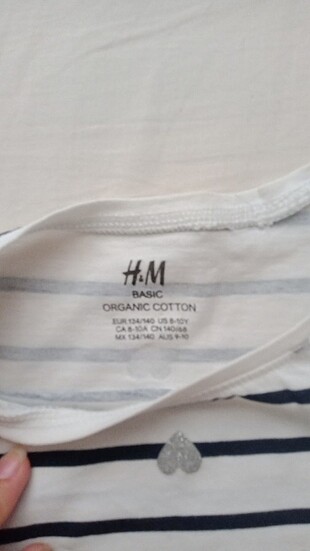 H&M
BASIC
ORGANIC COTTON
EUR 134/140 US 8-10Y
CA 8-10A CN 140/68
MX 134/140 AUS 9-10